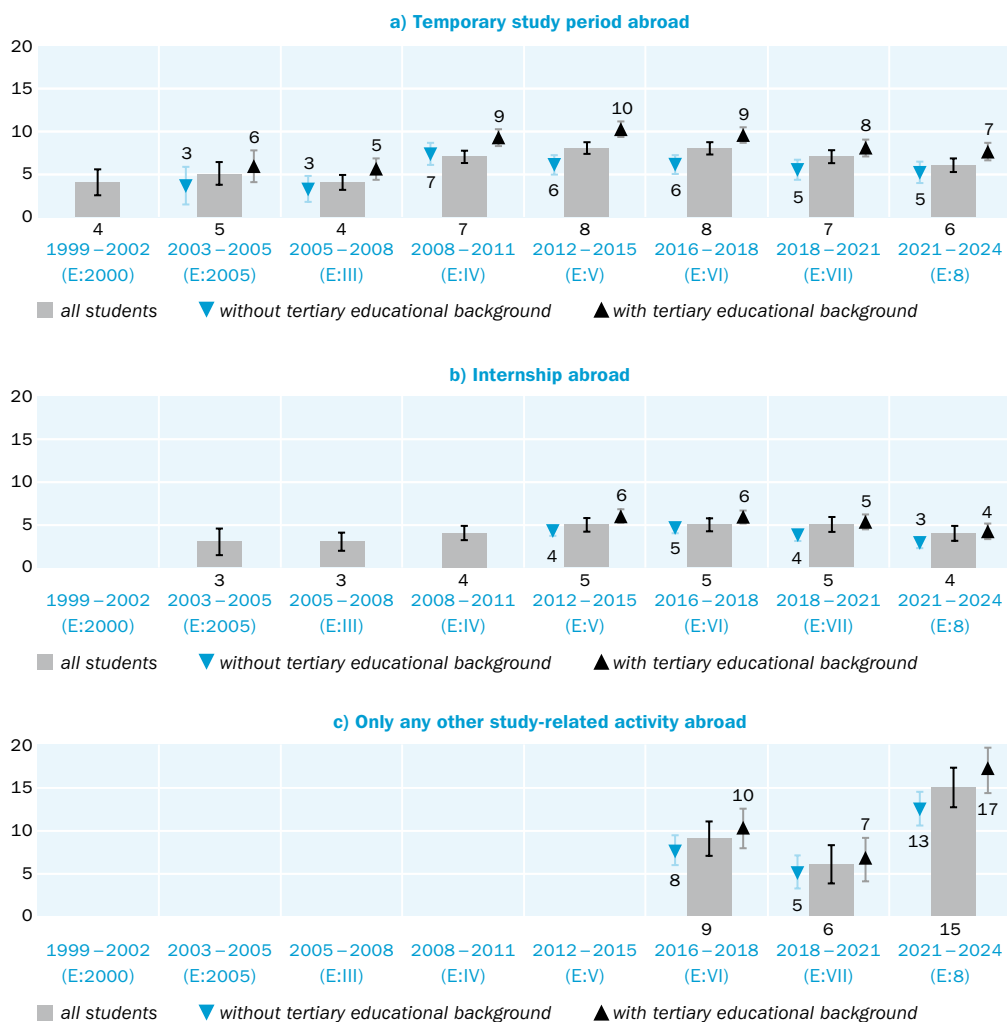 a) Temporary study period abroad
20
15
10
5
0
3 6 3 5 7 9 6 10 6 9 5 8 5 7
4 5 4 7 8 8 7 6
1999–2002 2003–2005 2005–2008 2008–2011 2012–2015 2016–2018 2018–2021 2021–2024
(E:2000) (E:2005) (E:III) (E:IV) (E:V) (E:VI) (E:VII) (E:8)
all students without tertiary educational background with tertiary educational background
b) Internship abroad
20
15
10
5
0
4 6 5 6 4 5 3 4
3 3 4 5 5 5 4
1999–2002 2003–2005 2005–2008 2008–2011 2012–2015 2016–2018 2018–2021 2021–2024
(E:2000) (E:2005) (E:III) (E:IV) (E:V) (E:VI) (E:VII) (E:8)
all students without tertiary educational background with tertiary educational background
c) Only any other study-related activity abroad
20
15
10
5
0
8 10 5 7 13 17
9 6 15
1999–2002 2003–2005 2005–2008 2008–2011 2012–2015 2016–2018 2018–2021 2021–2024
(E:2000) (E:2005) (E:III) (E:IV) (E:V) (E:VI) (E:VII) (E:8)
all students without tertiary educational background with tertiary educational background